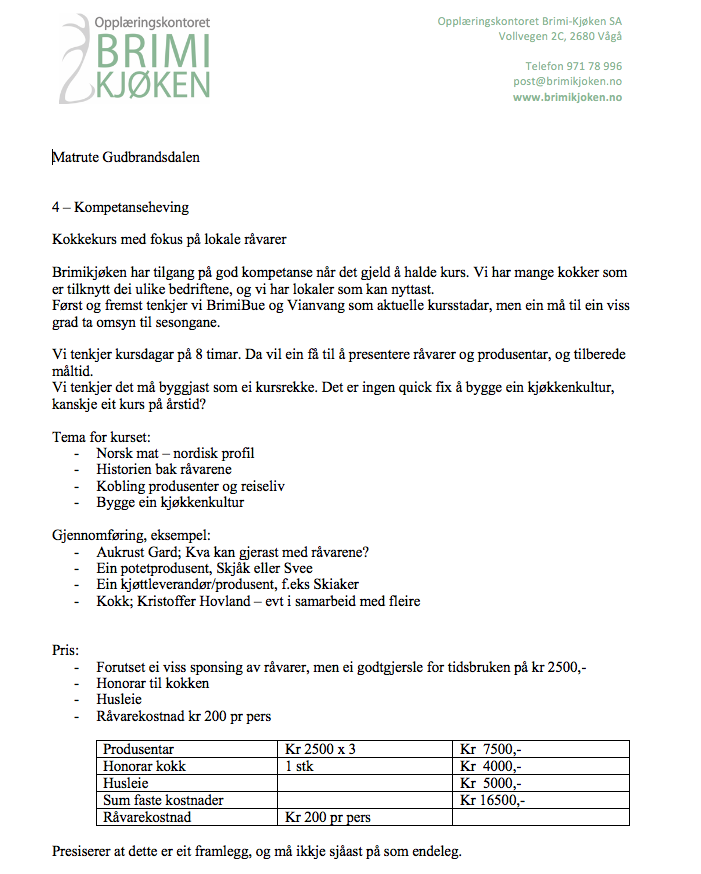 Opplæringskontoret
BRIMI
KJØKEN
Opplæringskontoret Brimi-Kjøken SA
Vollvegen 2C, 2680 Vågå
Telefon 971 78 996
post@brimikjoken.no
www.brimikjoken.no
Matrute Gudbrandsdalen
4 – Kompetanseheving
Kokkekurs med fokus på lokale råvarer
Brimikjøken har tilgang på god kompetanse når det gjeld å halde kurs. Vi har mange kokker som
er tilknytt dei ulike bedriftene, og vi har lokaler som kan nyttast.
Først og fremst tenkjer vi BrimiBue og Vianvang som aktuelle kursstadar, men ein må til ein viss
grad ta omsyn til sesongane.
Vi tenkjer kursdagar på 8 timar. Da vil ein få til å presentere råvarer og produsentar, og tilberede
måltid.
Vi tenkjer det må byggjast som ei kursrekke. Det er ingen quick fix å bygge ein kjøkkenkultur,
kanskje eit kurs på årstid?
Tema for kurset:
- Norsk mat – nordisk profil
- Historien bak råvarene
- Kobling produsenter og reiseliv
- Bygge ein kjøkkenkultur
Gjennomføring, eksempel:
- Aukrust Gard; Kva kan gjerast med råvarene?
- Ein potetprodusent, Skjåk eller Svee
- Ein kjøttleverandør/produsent, f.eks Skiaker
- Kokk; Kristoffer Hovland – evt i samarbeid med fleire
Pris:
- Forutset ei viss sponsing av råvarer, men ei godtgjersle for tidsbruken på kr 2500,-
- Honorar til kokken
- Husleie
- Råvarekostnad kr 200 pr pers
Produsentar Kr 2500 x 3 Kr 7500,-
Honorar kokk 1 stk Kr 4000,-
Husleie Kr 5000,-
Sum faste kostnader Kr 16500,-
Råvarekostnad Kr 200 pr pers
Presiserer at dette er eit framlegg, og må ikkje sjåast på som endeleg.